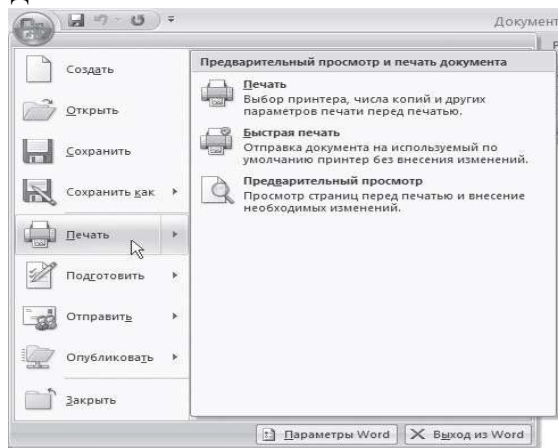 Документ
Создать
Открыть
Сохранить
Сохранить как
Печать
Подготовить
Отправить
Опубликовать
Закрыть
Предварительный просмотр и печать документа
Печать
Выбор принтера, числа копий и других
параметров печати перед печатью.
Быстрая печать
Отправка документа на используемый по
умолчанию принтер без внесения изменений.
Предварительный просмотр
Просмотр страниц перед печатью и внесение
необходимых изменений.
Параметры Word
Выход из Word